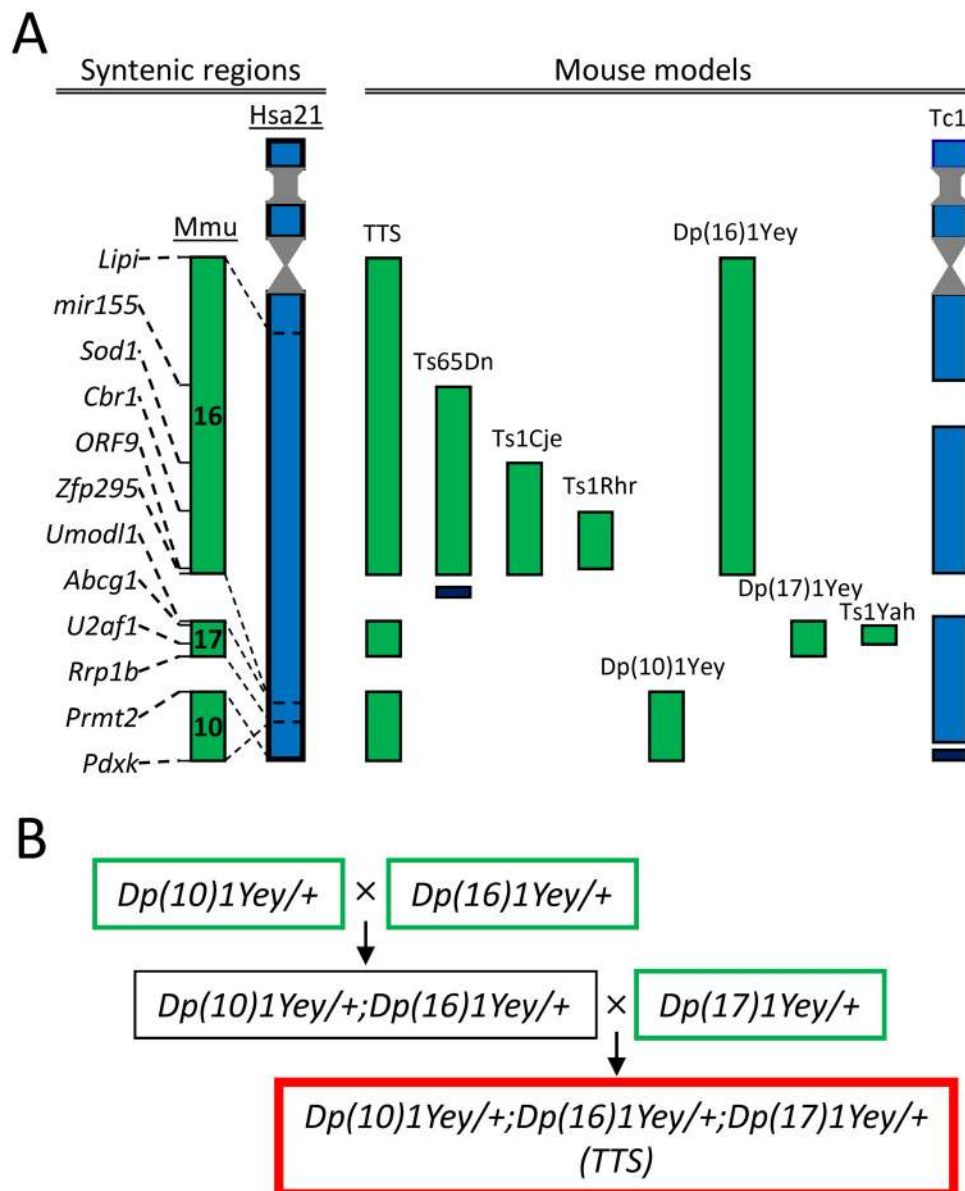 A
Syntenic regions
Mouse models
Hsa21
Tc1
Mmu
TTS
Dp(16)1Yey
Lipi
mir155
Sod1
Ts65Dn
Cbr1
16
ORF9
Ts1Cje
Zfp295
Ts1Rhr
Umodl1
Abcg1
Dp(17)1Yey
Ts1Yah
U2af1
17
Rrp1b
Dp(10)1Yey
Prmt2
10
Pdxk
B
Dp(10)1Yey/+ × Dp(16)1Yey/+
Dp(10)1Yey/+;Dp(16)1Yey/+ × Dp(17)1Yey/+
Dp(10)1Yey/+;Dp(16)1Yey/+;Dp(17)1Yey/+
(TTS)